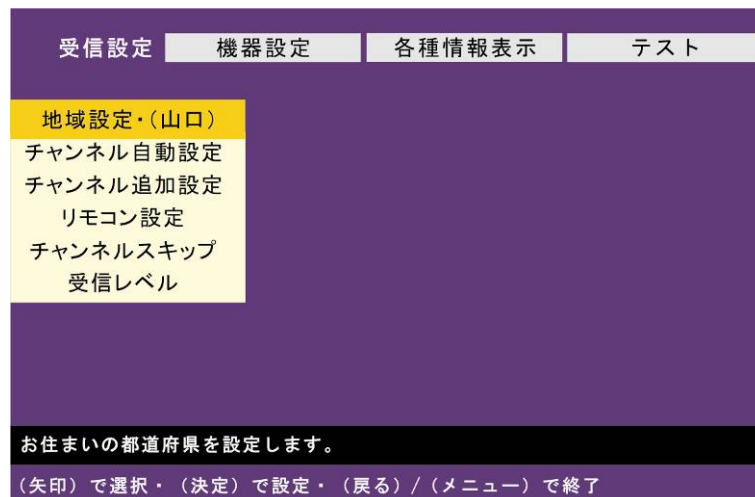 受信設定 機器設定 各種情報表示 テスト
地域設定・(山口)
チャンネル自動設定
チャンネル追加設定
リモコン設定
チャンネルスキップ
受信レベル
お住まいの都道府県を設定します。
(矢印)で選択・(決定)で設定・(戻る)/(メニュー)で終了